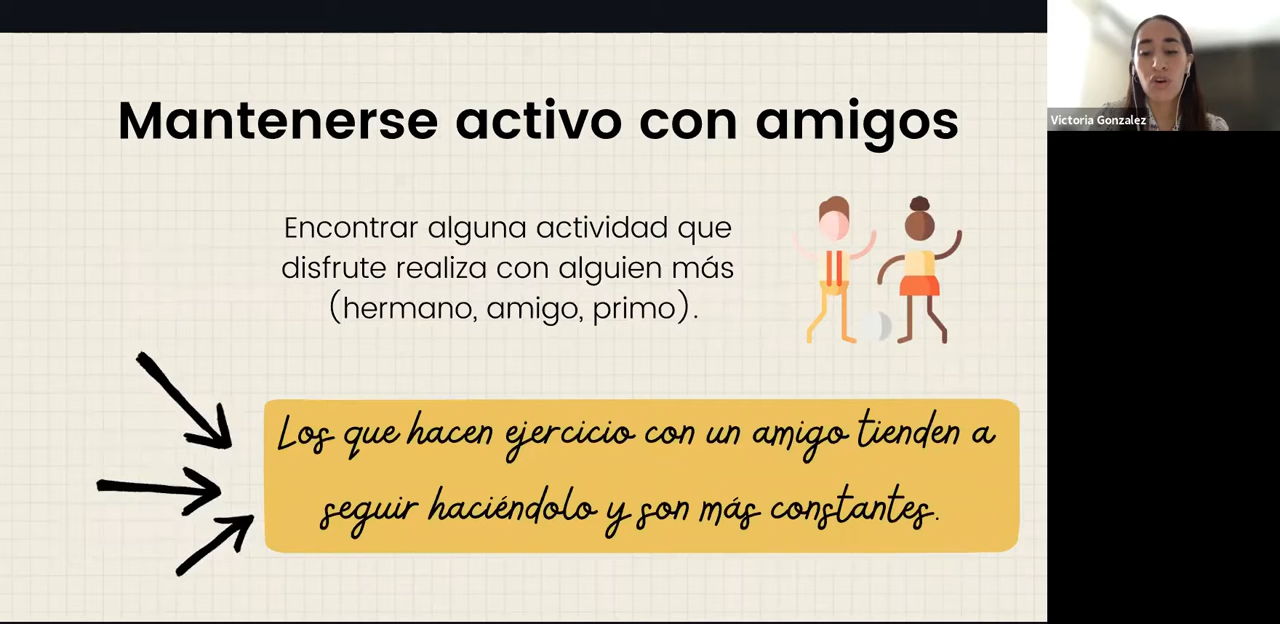 Mantenerse activo con amigos
Encontrar alguna actividad que
disfrute realiza con alguien más
(hermano, amigo, primo).
Los que hacen ejercicio con un amigo tienden a
seguir haciéndolo y son más constantes.
Victoria Gonzalez